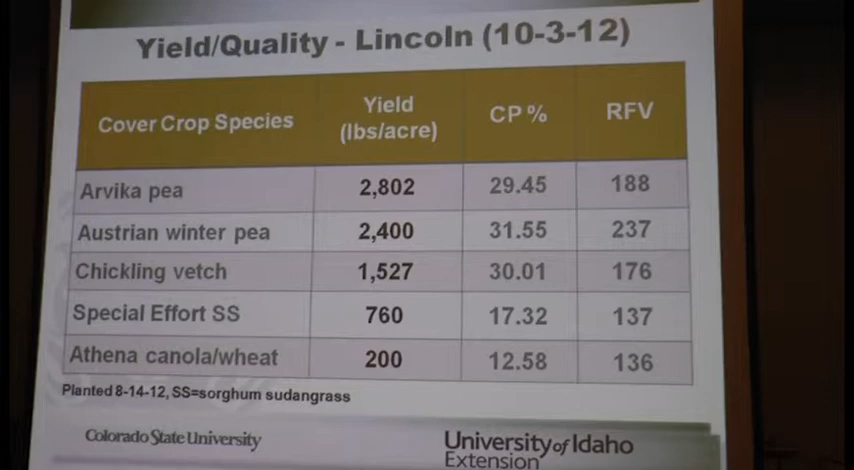 Yield/Quality - Lincoln (10-3-12)
Cover Crop Species Yield (lbs/acre) CP % RFV
Arvika pea 2,802 29.45 188
Austrian winter pea 2,400 31.55 237
Chickling vetch 1,527 30.01 176
Special Effort SS 760 17.32 137
Athena canola/wheat 200 12.58 136
Planted 8-14-12, SS=sorghum sudangrass
Colorado State University
University of Idaho
Extension